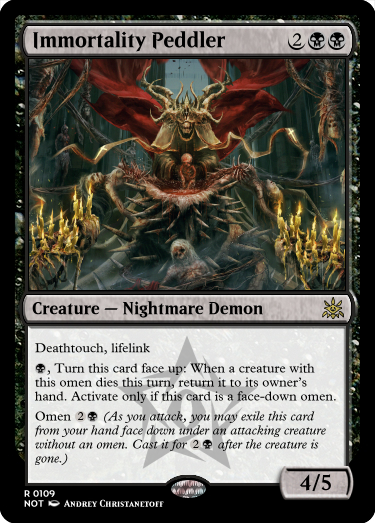 Immortality Peddler 2
Creature — Nightmare Demon
Deathtouch, lifelink
, Turn this card face up: When a creature with
this omen dies this turn, return it to its owner's
hand. Activate only if this card is a face-down omen.
Omen 2 (As you attack, you may exile this card
from your hand face down under an attacking creature
without an omen. Cast it for 2 after the creature is
gone.)
4/5
R 0109
NOT Andrey Christanetoff